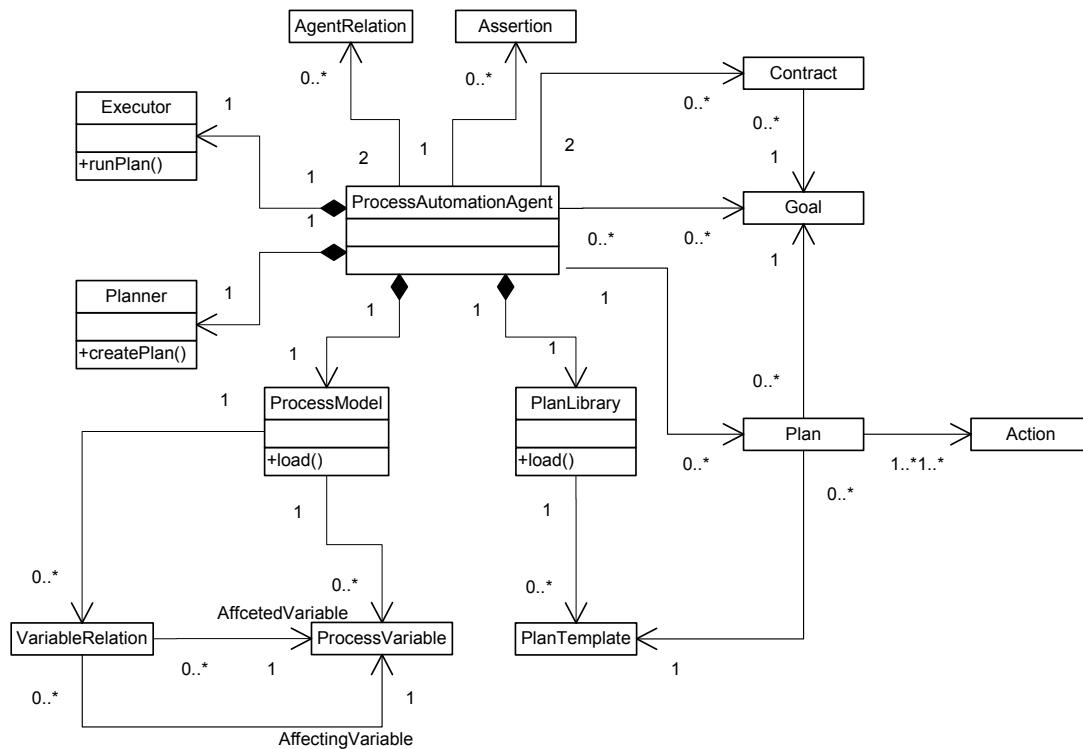 AgentRelation
Assertion
Contract
0..*
0..*
0..*
Executor
+runPlan()
1
1
2
1
2
0..*
1
ProcessAutomationAgent
Goal
1
0..*
0..*
1
Planner
+createPlan()
1
1
1
1
1
1
1
ProcessModel
+load()
1
PlanLibrary
+load()
0..*
Plan
0..*
1..*1..*
Action
0..*
1
1
0..*
0..*
0..*
VariableRelation
AffcetedVariable
ProcessVariable
PlanTemplate
0..*
1
1
0..*
1
AffectingVariable